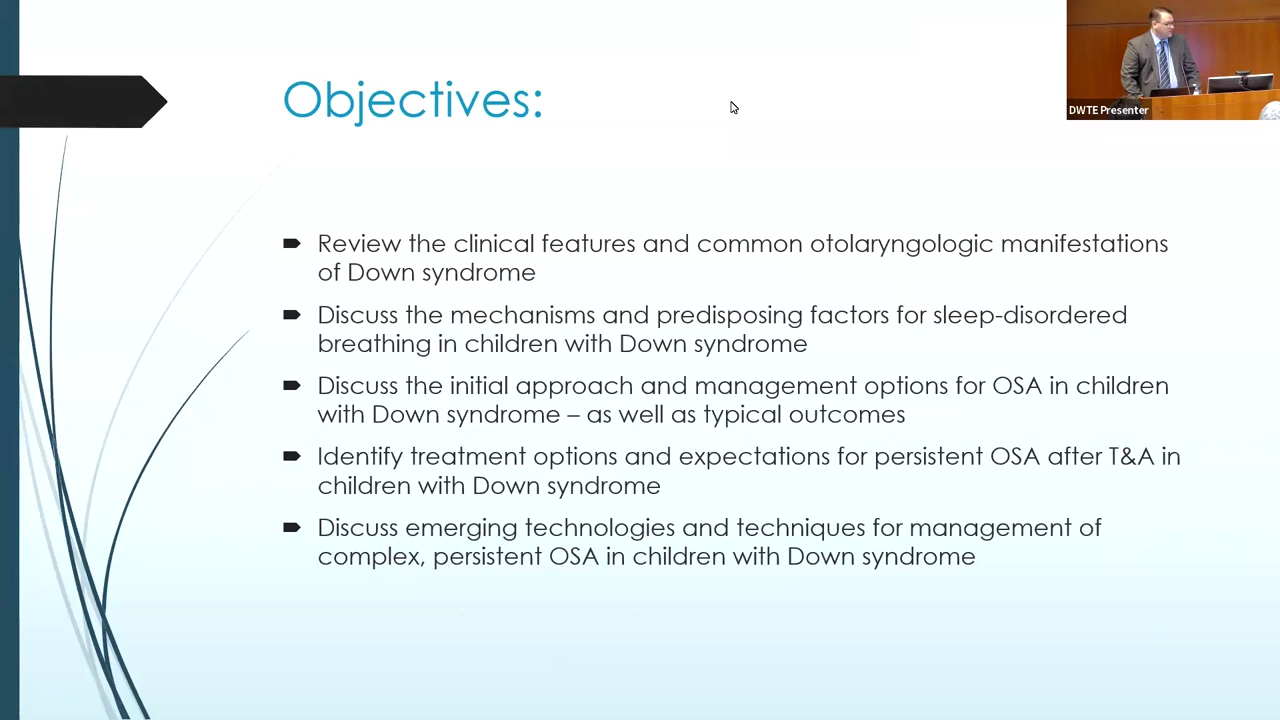 Objectives:
DWTE Presenter
Review the clinical features and common otolaryngologic manifestations
of Down syndrome
Discuss the mechanisms and predisposing factors for sleep-disordered
breathing in children with Down syndrome
Discuss the initial approach and management options for OSA in children
with Down syndrome – as well as typical outcomes
Identify treatment options and expectations for persistent OSA after T&A in
children with Down syndrome
Discuss emerging technologies and techniques for management of
complex, persistent OSA in children with Down syndrome